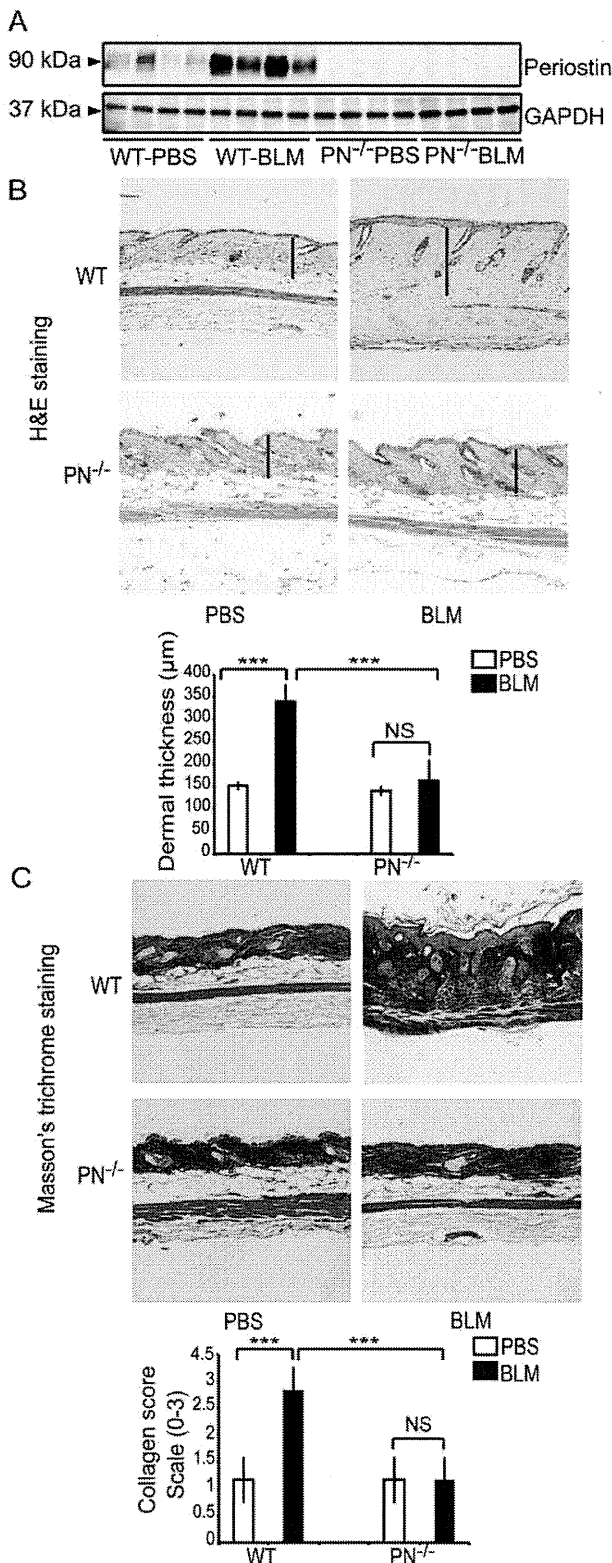 A
90 kDa
Periostin
37 kDa
GAPDH
WT-PBS WT-BLM PN⁻/⁻PBS PN⁻/⁻BLM
B
H&E staining
WT
PN⁻/⁻
PBS BLM
Dermal thickness (µm)
400
350
300
250
200
150
100
50
0
*** ***
NS
PBS
BLM
WT PN⁻/⁻
C
Masson's trichrome staining
WT
PN⁻/⁻
PBS BLM
Collagen score
Scale (0-3)
4.5
3
2.5
2
1.5
1
0.5
0
*** ***
NS
PBS
BLM
WT PN⁻/⁻